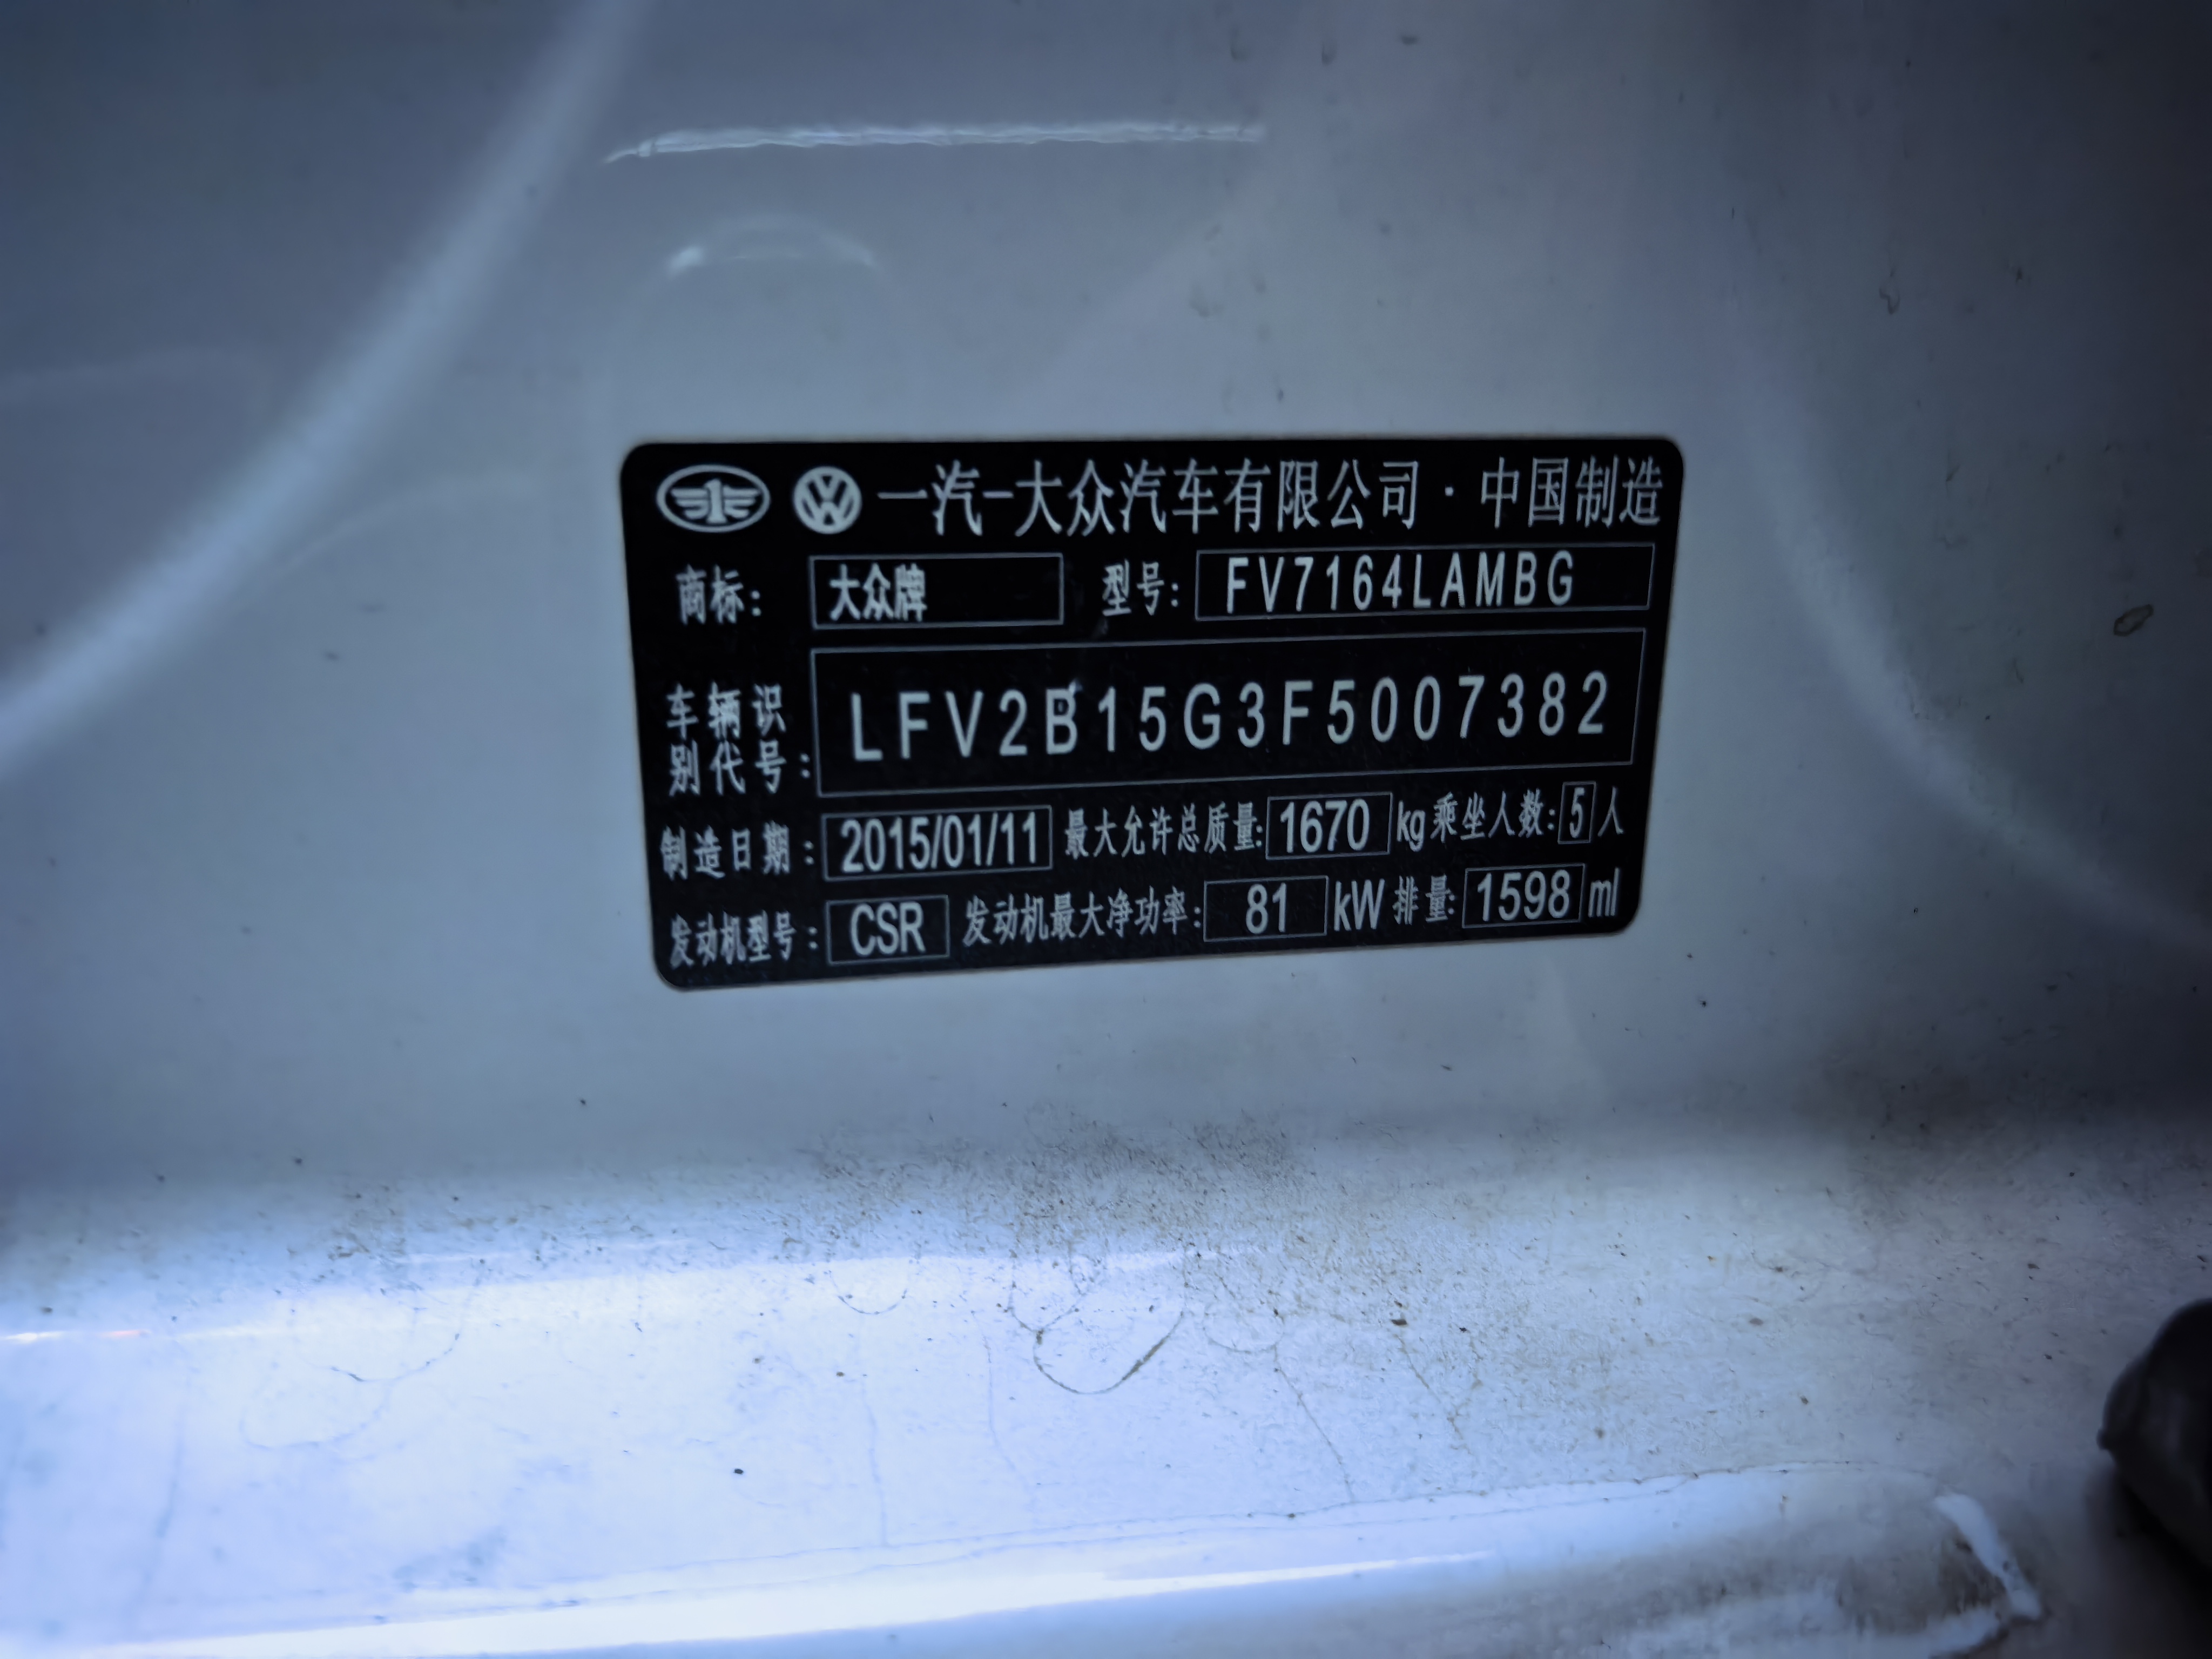 一汽-大众汽车有限公司·中国制造
商标: 大众牌 型号: FV7164LAMBG
车辆识
别代号: LFV2B15G3F5007382
制造日期: 2015/01/11 最大允许总质量: 1670 kg 乘坐人数: 5 人
发动机型号: CSR 发动机最大净功率: 81 kW 排量: 1598 ml